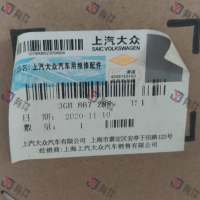 上汽大众
SAIC VOLKSWAGEN
名: 上汽大众汽车用维修配件
3GB 867 288
日 期: 2020-11-10
数 量: 1
上汽大众汽车有限公司 上海市嘉定区安亭于田路123号
经销商: 上海上汽大众汽车销售有限公司